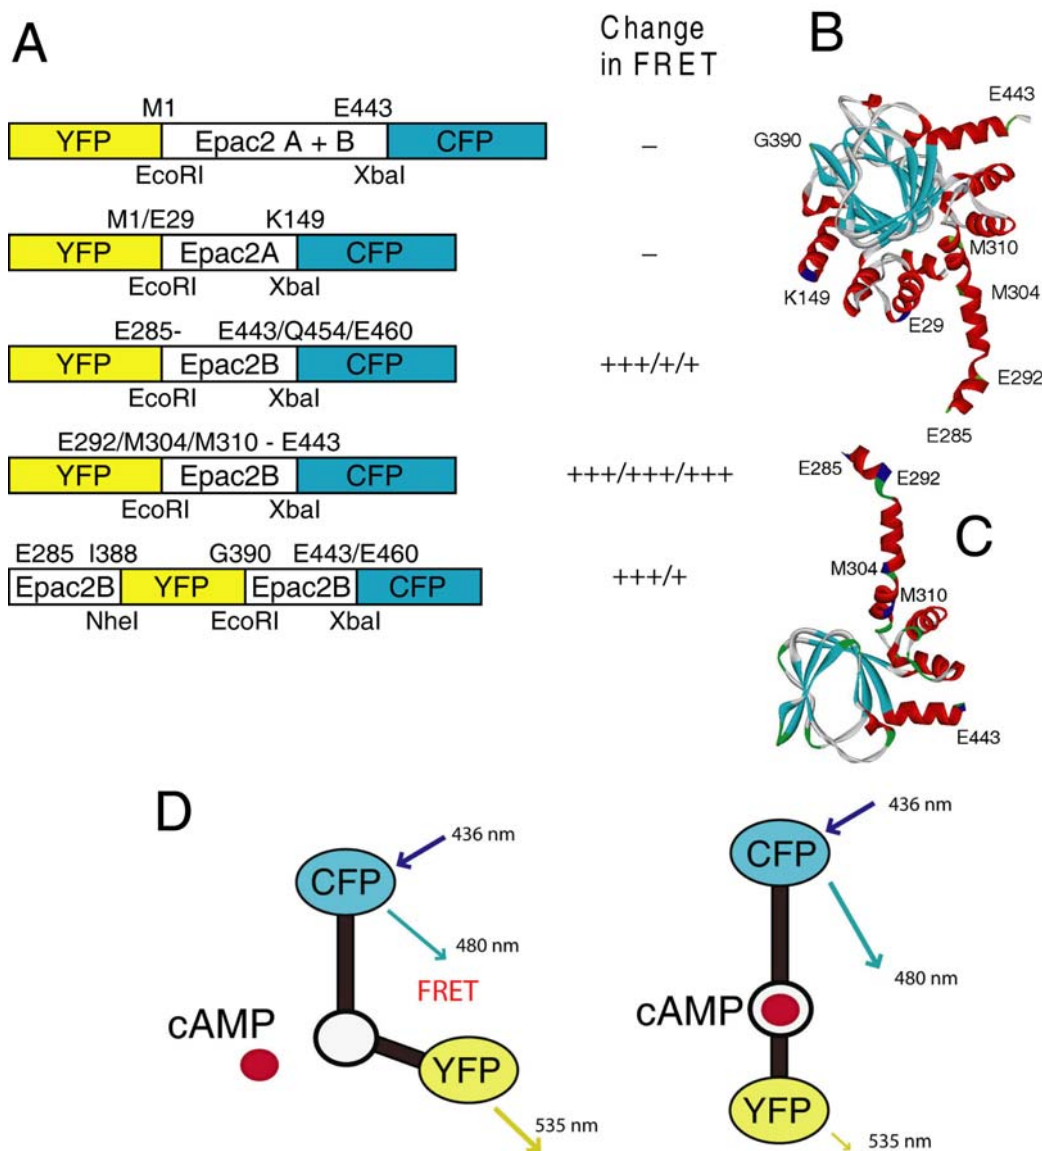 A
Change
in FRET
M1 E443
YFP Epac2 A + B CFP
EcoRI XbaI
–
M1/E29 K149
YFP Epac2A CFP
EcoRI XbaI
–
E285- E443/Q454/E460
YFP Epac2B CFP
EcoRI XbaI
+++/+/+
E292/M304/M310 - E443
YFP Epac2B CFP
EcoRI XbaI
+++/+++/+++
E285 I388 G390 E443/E460
Epac2B YFP Epac2B CFP
NheI EcoRI XbaI
+++/+
B
E443
G390
M310
K149
M304
E29
E292
E285
C
E285
E292
M304
M310
E443
D
436 nm
CFP
480 nm
FRET
cAMP
YFP
535 nm
436 nm
CFP
480 nm
cAMP
YFP
535 nm